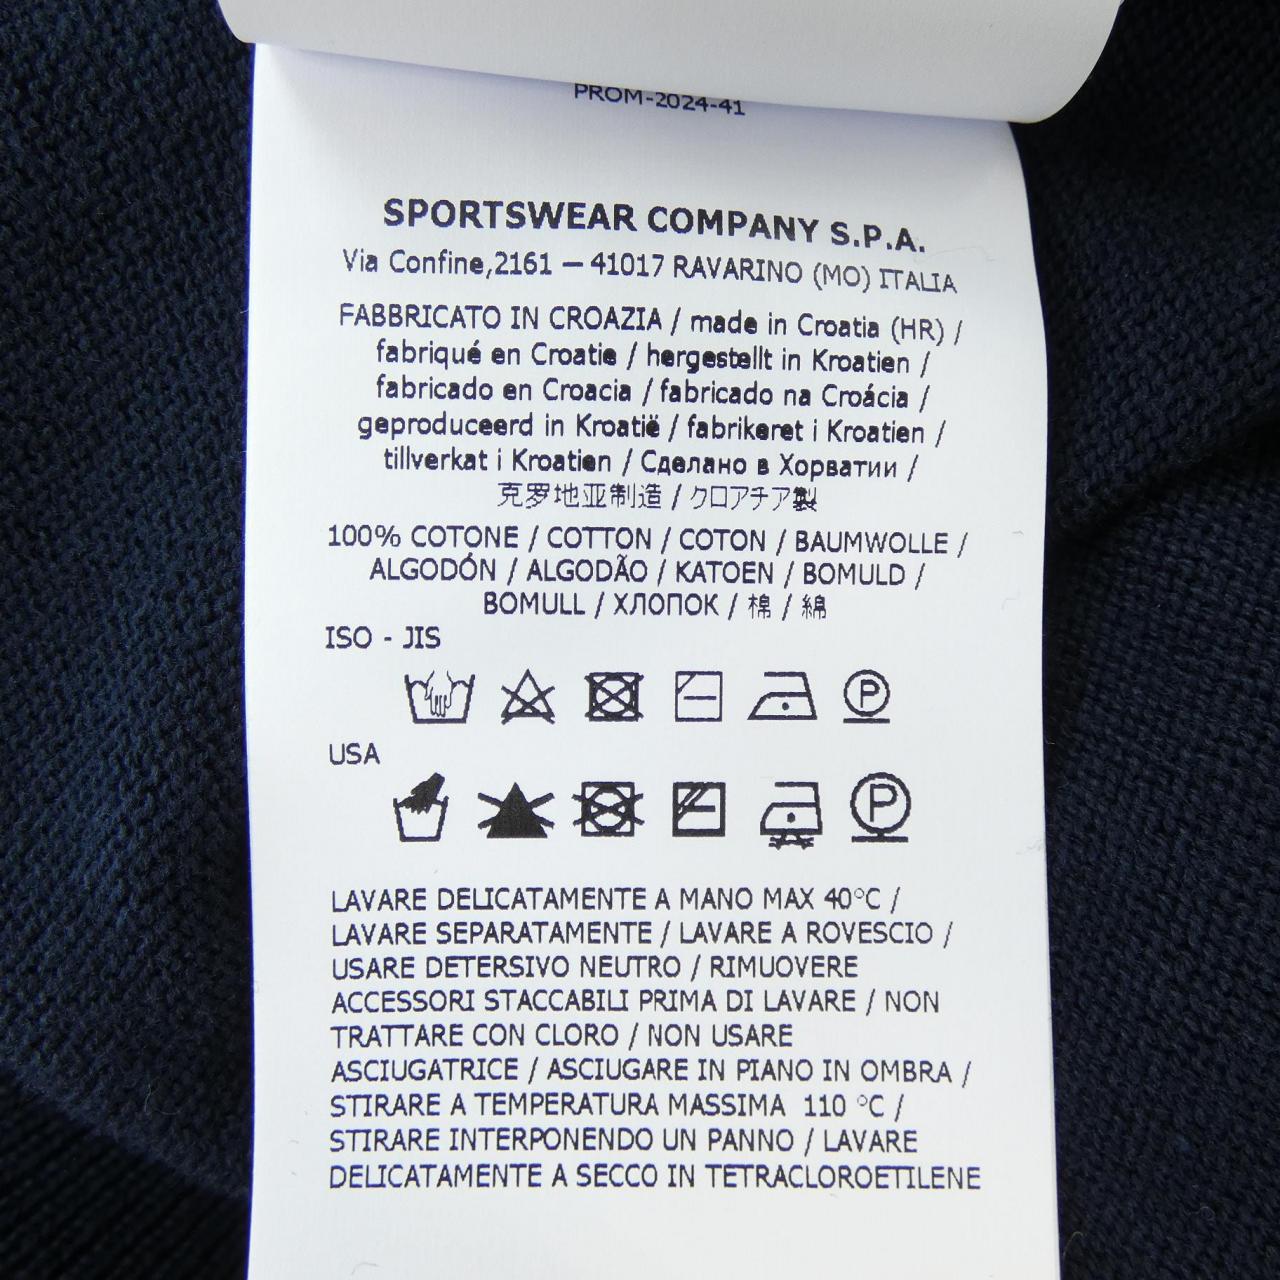 PROM-2024-41
SPORTSWEAR COMPANY S.P.A.
Via Confine,2161 – 41017 RAVARINO (MO) ITALIA
FABBRICATO IN CROAZIA / made in Croatia (HR) /
fabriqué en Croatie / hergestellt in Kroatien /
fabricado en Croacia / fabricado na Croácia /
geproduceerd in Kroatië / fabrikeret i Kroatien /
tillverkat i Kroatien / Сделано в Хорватии /
克罗地亚制造 / クロアチア製
100% COTONE / COTTON / COTON / BAUMWOLLE /
ALGODÓN / ALGODÃO / KATOEN / BOMULD /
BOMULL / ХЛОПОК / 棉 / 綿
ISO - JIS
P
USA
P
LAVARE DELICATAMENTE A MANO MAX 40°C /
LAVARE SEPARATAMENTE / LAVARE A ROVESCIO /
USARE DETERSIVO NEUTRO / RIMUOVERE
ACCESSORI STACCABILI PRIMA DI LAVARE / NON
TRATTARE CON CLORO / NON USARE
ASCIUGATRICE / ASCIUGARE IN PIANO IN OMBRA /
STIRARE A TEMPERATURA MASSIMA 110 °C /
STIRARE INTERPONENDO UN PANNO / LAVARE
DELICATAMENTE A SECCO IN TETRACLOROETILENE